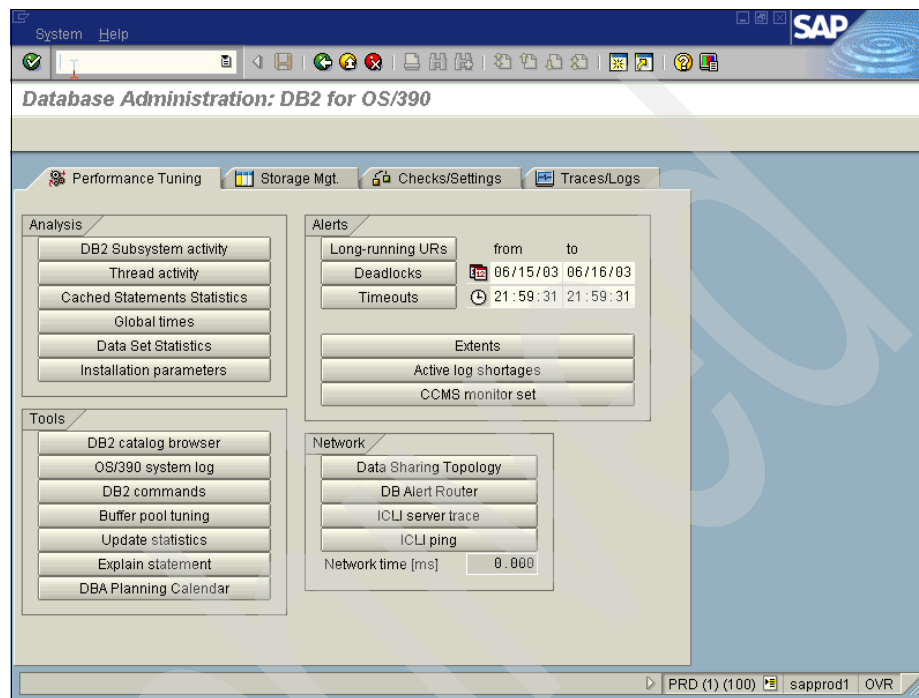 System Help
SAP
Database Administration: DB2 for OS/390
Performance Tuning Storage Mgt. Checks/Settings Traces/Logs
Analysis
DB2 Subsystem activity
Thread activity
Cached Statements Statistics
Global times
Data Set Statistics
Installation parameters
Alerts
Long-running URs from to
Deadlocks 12 06/15/03 06/16/03
Timeouts 21:59:31 21:59:31
Extents
Active log shortages
CCMS monitor set
Tools
DB2 catalog browser
OS/390 system log
DB2 commands
Buffer pool tuning
Update statistics
Explain statement
DBA Planning Calendar
Network
Data Sharing Topology
DB Alert Router
ICLI server trace
ICLI ping
Network time [ms] 0.000
PRD (1) (100) sapprod1 OVR